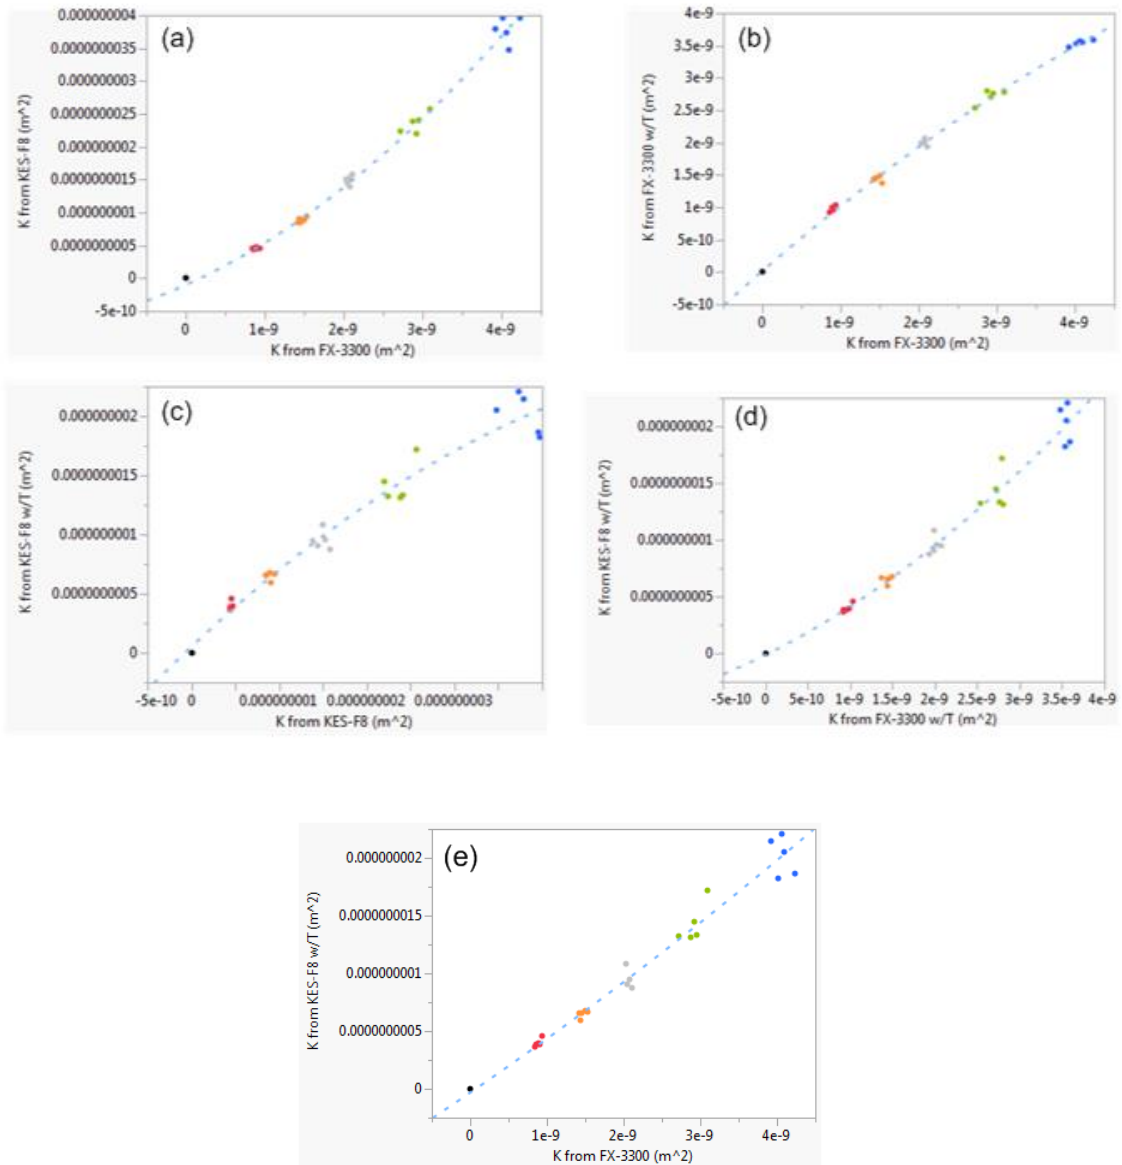 (a)
K from KES-F8 (m^2)
0.000000004
0.0000000035
0.000000003
0.0000000025
0.000000002
0.0000000015
0.000000001
0.0000000005
0
-5e-10
0 1e-9 2e-9 3e-9 4e-9
K from FX-3300 (m^2)
(b)
K from FX-3300 w/T (m^2)
4e-9
3.5e-9
3e-9
2.5e-9
2e-9
1.5e-9
1e-9
5e-10
0
-5e-10
0 1e-9 2e-9 3e-9 4e-9
K from FX-3300 (m^2)
(c)
K from KES-F8 w/T (m^2)
0.000000002
0.0000000015
0.000000001
0.0000000005
0
-5e-10 0 0.000000001 0.000000002 0.000000003
K from KES-F8 (m^2)
(d)
K from KES-F8 w/T (m^2)
0.000000002
0.0000000015
0.000000001
0.0000000005
0
-5e-10 0 5e-10 1e-9 1.5e-9 2e-9 2.5e-9 3e-9 3.5e-9 4e-9
K from FX-3300 w/T (m^2)
(e)
K from KES-F8 w/T (m^2)
0.000000002
0.0000000015
0.000000001
0.0000000005
0
0 1e-9 2e-9 3e-9 4e-9
K from FX-3300 (m^2)